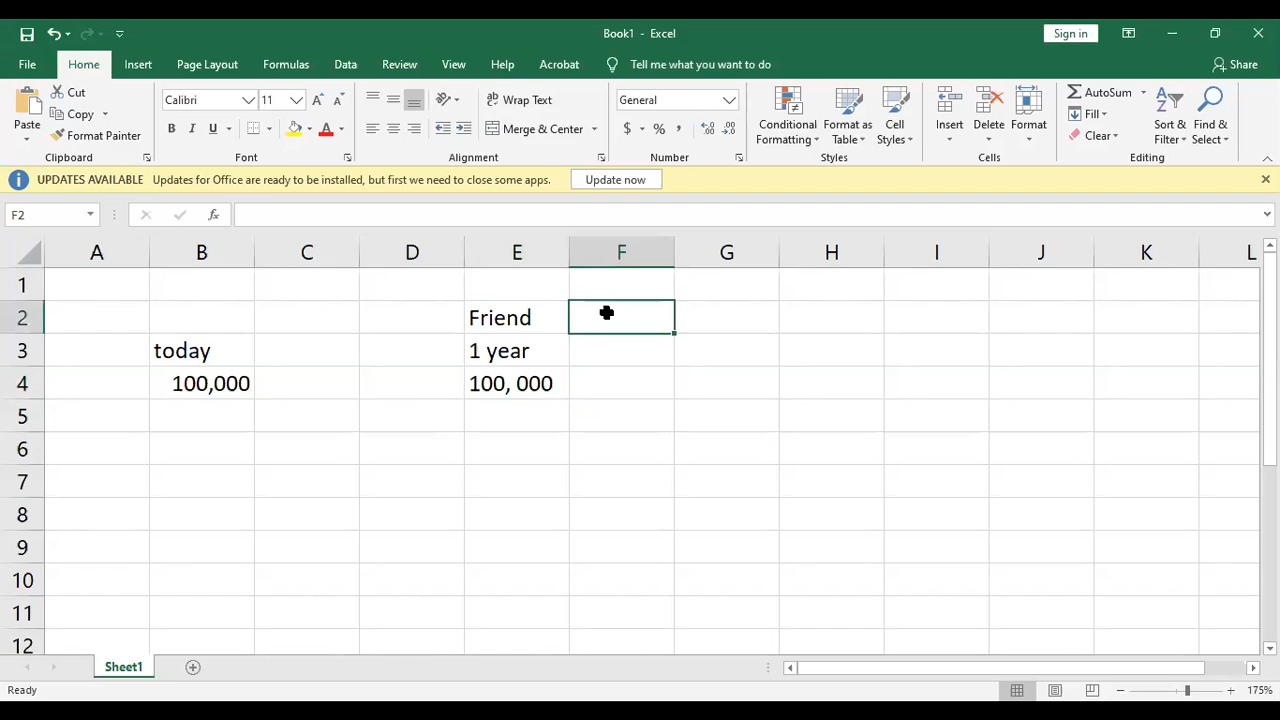 Book1 - Excel
Sign in
File Home Insert Page Layout Formulas Data Review View Help Acrobat Tell me what you want to do Share
Paste
Cut
Copy
Format Painter
Clipboard
Calibri 11
B I U
Font
Wrap Text
Merge & Center
Alignment
General
$ % ,
Number
Conditional Formatting
Format as Table
Cell Styles
Styles
Insert
Delete
Format
Cells
AutoSum
Fill
Clear
Sort & Filter
Find & Select
Editing
UPDATES AVAILABLE Updates for Office are ready to be installed, but first we need to close some apps. Update now
F2 fx
A B C D E F G H I J K L
1
2 Friend
3 today 1 year
4 100,000 100, 000
5
6
7
8
9
10
11
12
Sheet1
Ready 175%